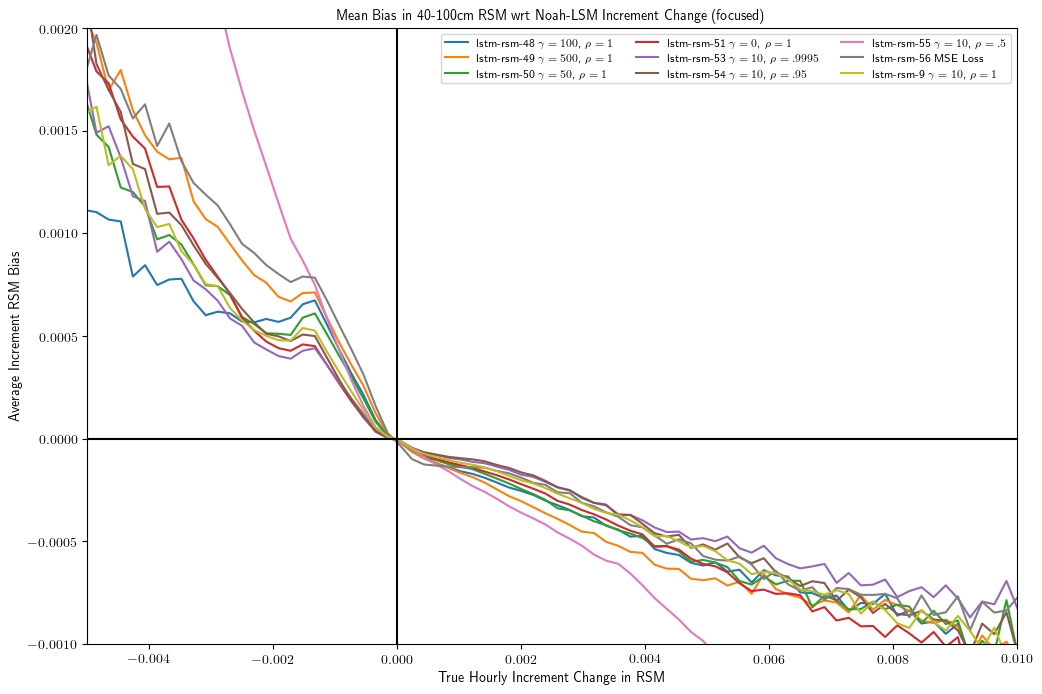 Mean Bias in 40-100cm RSM wrt Noah-LSM Increment Change (focused)
lstm-rsm-48 γ = 100, ρ = 1
lstm-rsm-49 γ = 500, ρ = 1
lstm-rsm-50 γ = 50, ρ = 1
lstm-rsm-51 γ = 0, ρ = 1
lstm-rsm-53 γ = 10, ρ = .9995
lstm-rsm-54 γ = 10, ρ = .95
lstm-rsm-55 γ = 10, ρ = .5
lstm-rsm-56 MSE Loss
lstm-rsm-9 γ = 10, ρ = 1
Average Increment RSM Bias
0.0020
0.0015
0.0010
0.0005
0.0000
−0.0005
−0.0010
−0.004 −0.002 0.000 0.002 0.004 0.006 0.008 0.010
True Hourly Increment Change in RSM